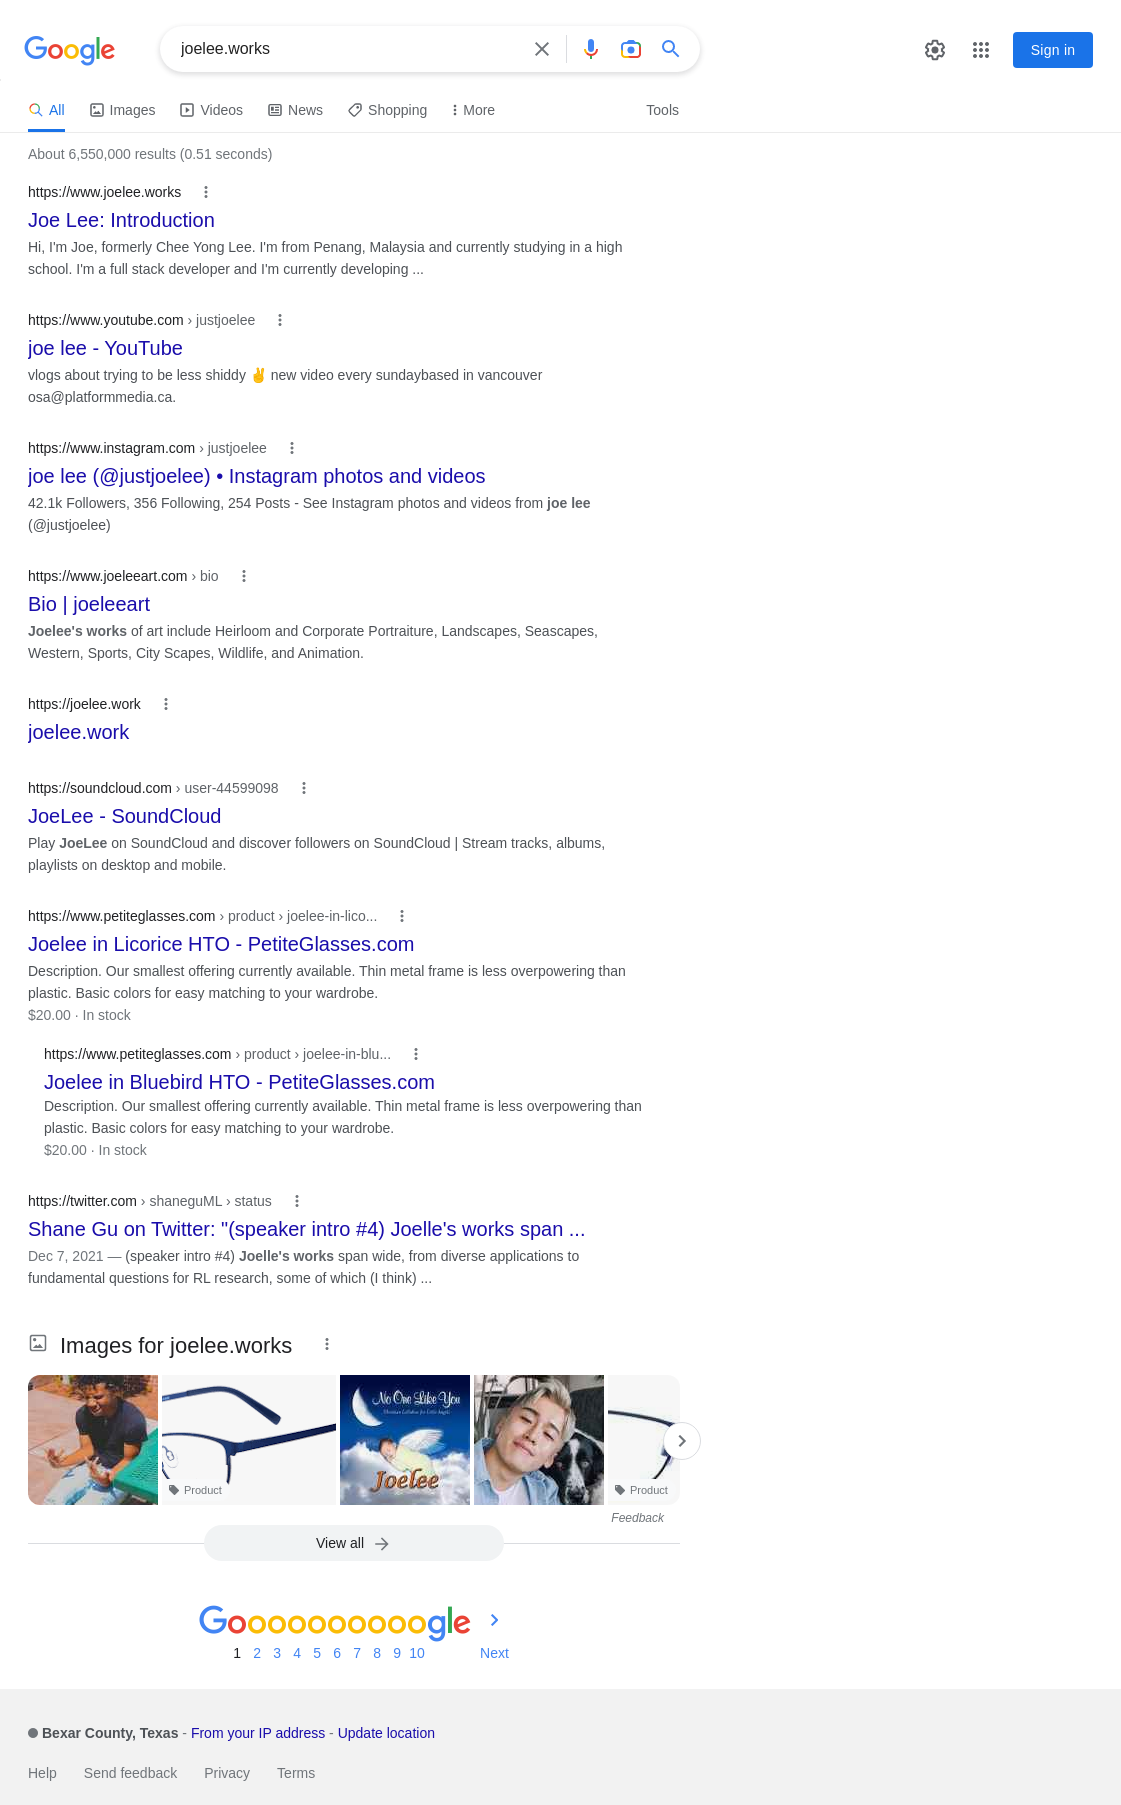 Google
joelee.works
Sign in
All Images Videos News Shopping More Tools
About 6,550,000 results (0.51 seconds)
https://www.joelee.works
Joe Lee: Introduction
Hi, I'm Joe, formerly Chee Yong Lee. I'm from Penang, Malaysia and currently studying in a high
school. I'm a full stack developer and I'm currently developing ...
https://www.youtube.com › justjoelee
joe lee - YouTube
vlogs about trying to be less shiddy ✌ new video every sundaybased in vancouver
osa@platformmedia.ca.
https://www.instagram.com › justjoelee
joe lee (@justjoelee) • Instagram photos and videos
42.1k Followers, 356 Following, 254 Posts - See Instagram photos and videos from joe lee
(@justjoelee)
https://www.joeleeart.com › bio
Bio | joeleeart
Joelee's works of art include Heirloom and Corporate Portraiture, Landscapes, Seascapes,
Western, Sports, City Scapes, Wildlife, and Animation.
https://joelee.work
joelee.work
https://soundcloud.com › user-44599098
JoeLee - SoundCloud
Play JoeLee on SoundCloud and discover followers on SoundCloud | Stream tracks, albums,
playlists on desktop and mobile.
https://www.petiteglasses.com › product › joelee-in-lico...
Joelee in Licorice HTO - PetiteGlasses.com
Description. Our smallest offering currently available. Thin metal frame is less overpowering than
plastic. Basic colors for easy matching to your wardrobe.
$20.00 · In stock
https://www.petiteglasses.com › product › joelee-in-blu...
Joelee in Bluebird HTO - PetiteGlasses.com
Description. Our smallest offering currently available. Thin metal frame is less overpowering than
plastic. Basic colors for easy matching to your wardrobe.
$20.00 · In stock
https://twitter.com › shaneguML › status
Shane Gu on Twitter: "(speaker intro #4) Joelle's works span ...
Dec 7, 2021 — (speaker intro #4) Joelle's works span wide, from diverse applications to
fundamental questions for RL research, some of which (I think) ...
Images for joelee.works
No One Like You
Joelee
Product
Product
Feedback
View all
Goooooooooogle
1 2 3 4 5 6 7 8 9 10 Next
Bexar County, Texas - From your IP address - Update location
Help Send feedback Privacy Terms